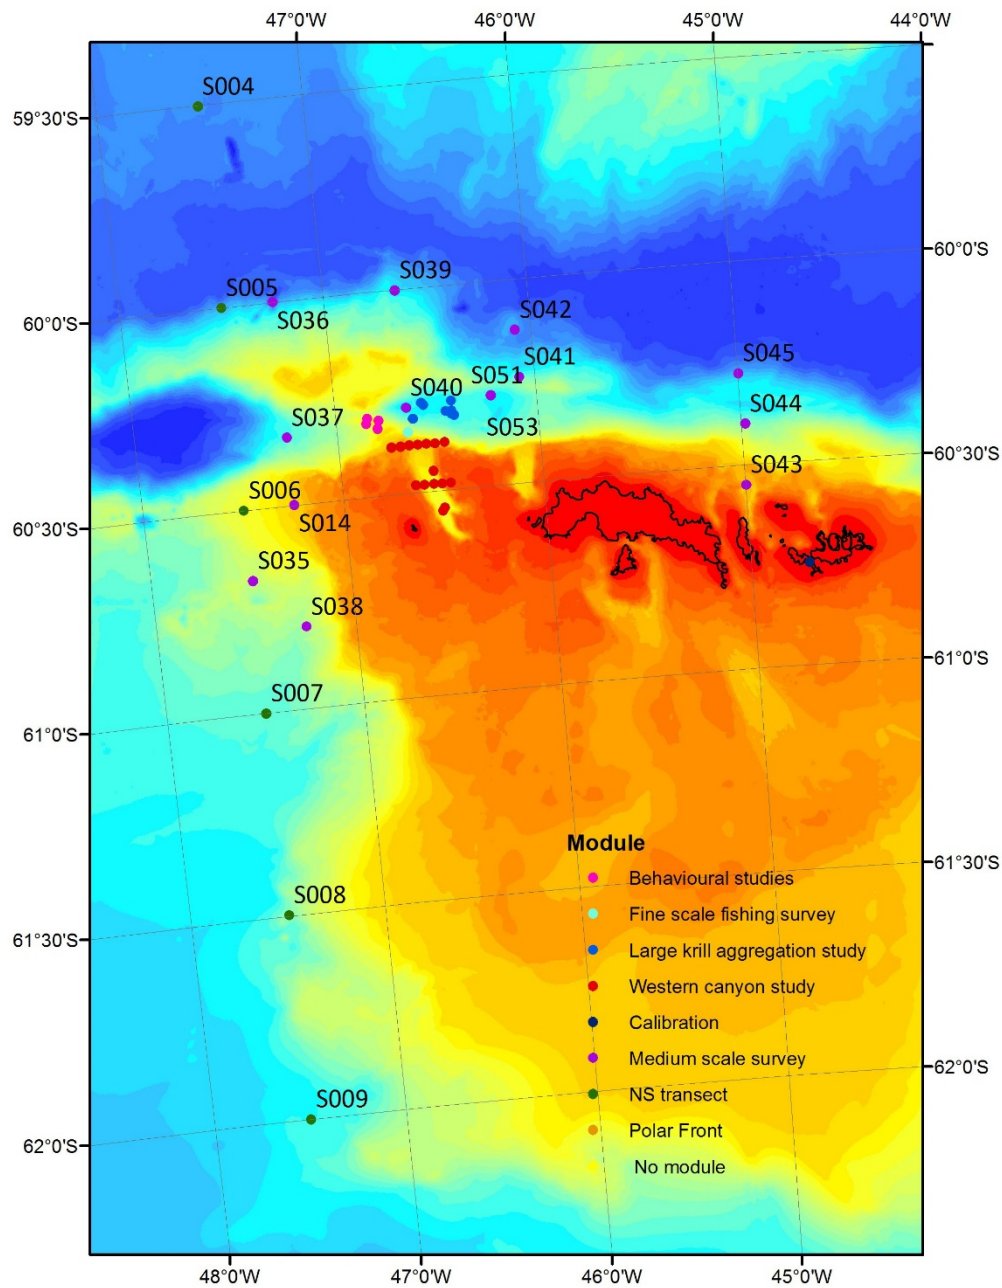 47°0'W 46°0'W 45°0'W 44°0'W
S004
59°30'S
60°0'S
S039
S005
S036
S042
60°0'S
S041
S045
S040
S051
S044
S037
S053
60°30'S
S043
S006
S014
60°30'S
S035
S038
61°0'S
S007
61°0'S
Module
61°30'S
Behavioural studies
S008
Fine scale fishing survey
61°30'S
Large krill aggregation study
Western canyon study
Calibration
Medium scale survey
62°0'S
S009
NS transect
62°0'S
Polar Front
No module
48°0'W 47°0'W 46°0'W 45°0'W